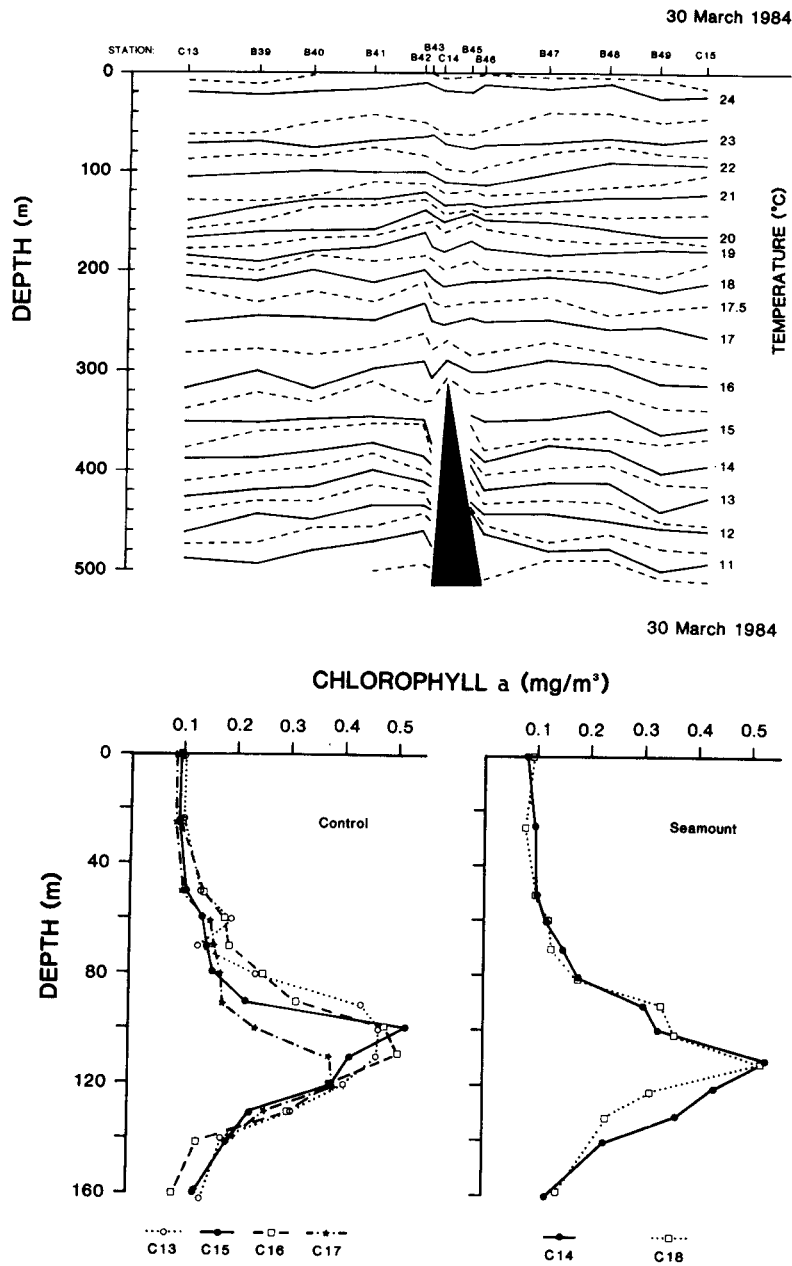 30 March 1984
STATION: C13 B39 B40 B41 B42 B43 C14 B45 B46 B47 B48 B49 C15
0
100
200
300
400
500
DEPTH (m)
24
23
22
21
20
19
18
17.5
17
16
15
14
13
12
11
TEMPERATURE (°C)
30 March 1984
CHLOROPHYLL a (mg/m³)
0.1 0.2 0.3 0.4 0.5
0.1 0.3 0.5
0
40
80
120
160
DEPTH (m)
Control
Seamount
C13 C15 C16 C17
C14 C18